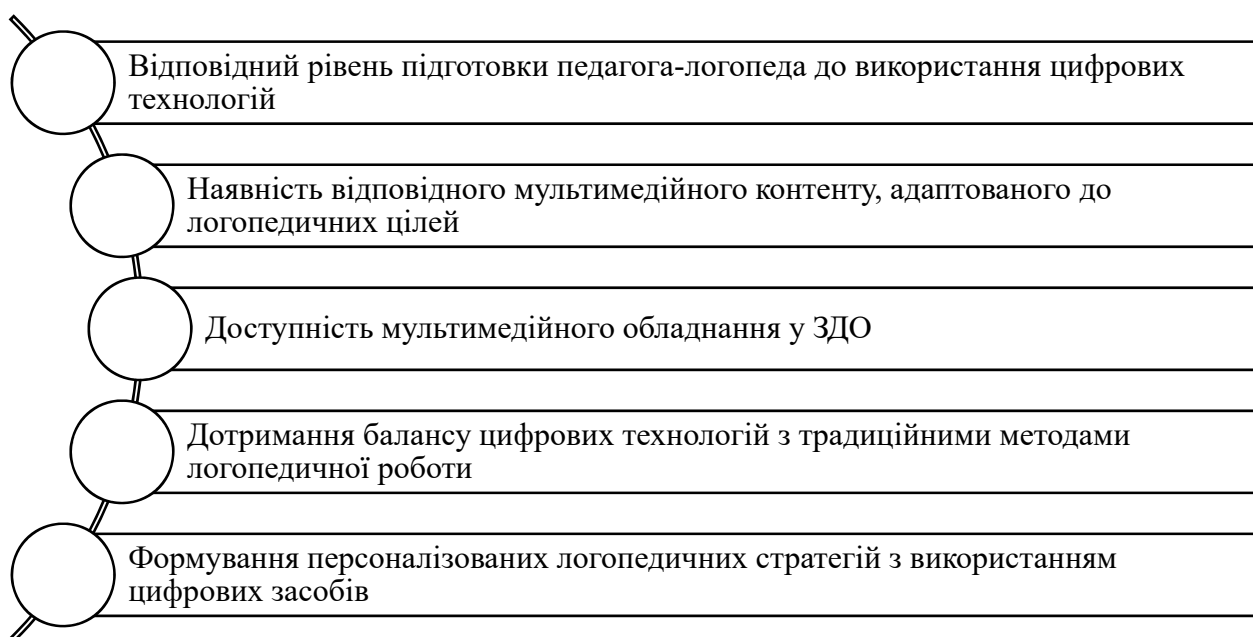 Відповідний рівень підготовки педагога-логопеда до використання цифрових
технологій
Наявність відповідного мультимедійного контенту, адаптованого до
логопедичних цілей
Доступність мультимедійного обладнання у ЗДО
Дотримання балансу цифрових технологій з традиційними методами
логопедичної роботи
Формування персоналізованих логопедичних стратегій з використанням
цифрових засобів